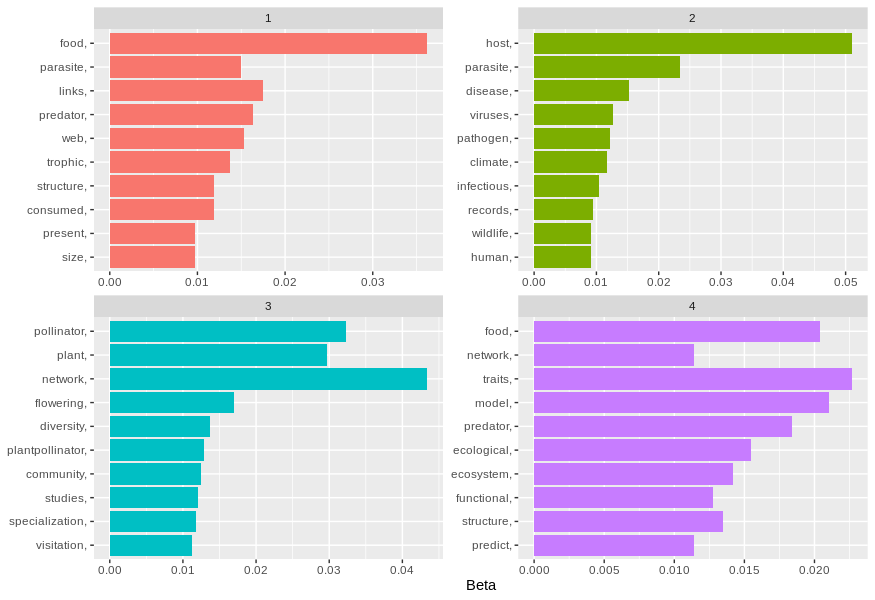 1
food,
parasite,
links,
predator,
web,
trophic,
structure,
consumed,
present,
size,
0.00 0.01 0.02 0.03
2
host,
parasite,
disease,
viruses,
pathogen,
climate,
infectious,
records,
wildlife,
human,
0.00 0.01 0.02 0.03 0.04 0.05
3
pollinator,
plant,
network,
flowering,
diversity,
plantpollinator,
community,
studies,
specialization,
visitation,
0.00 0.01 0.02 0.03 0.04
4
food,
network,
traits,
model,
predator,
ecological,
ecosystem,
functional,
structure,
predict,
0.000 0.005 0.010 0.015 0.020
Beta